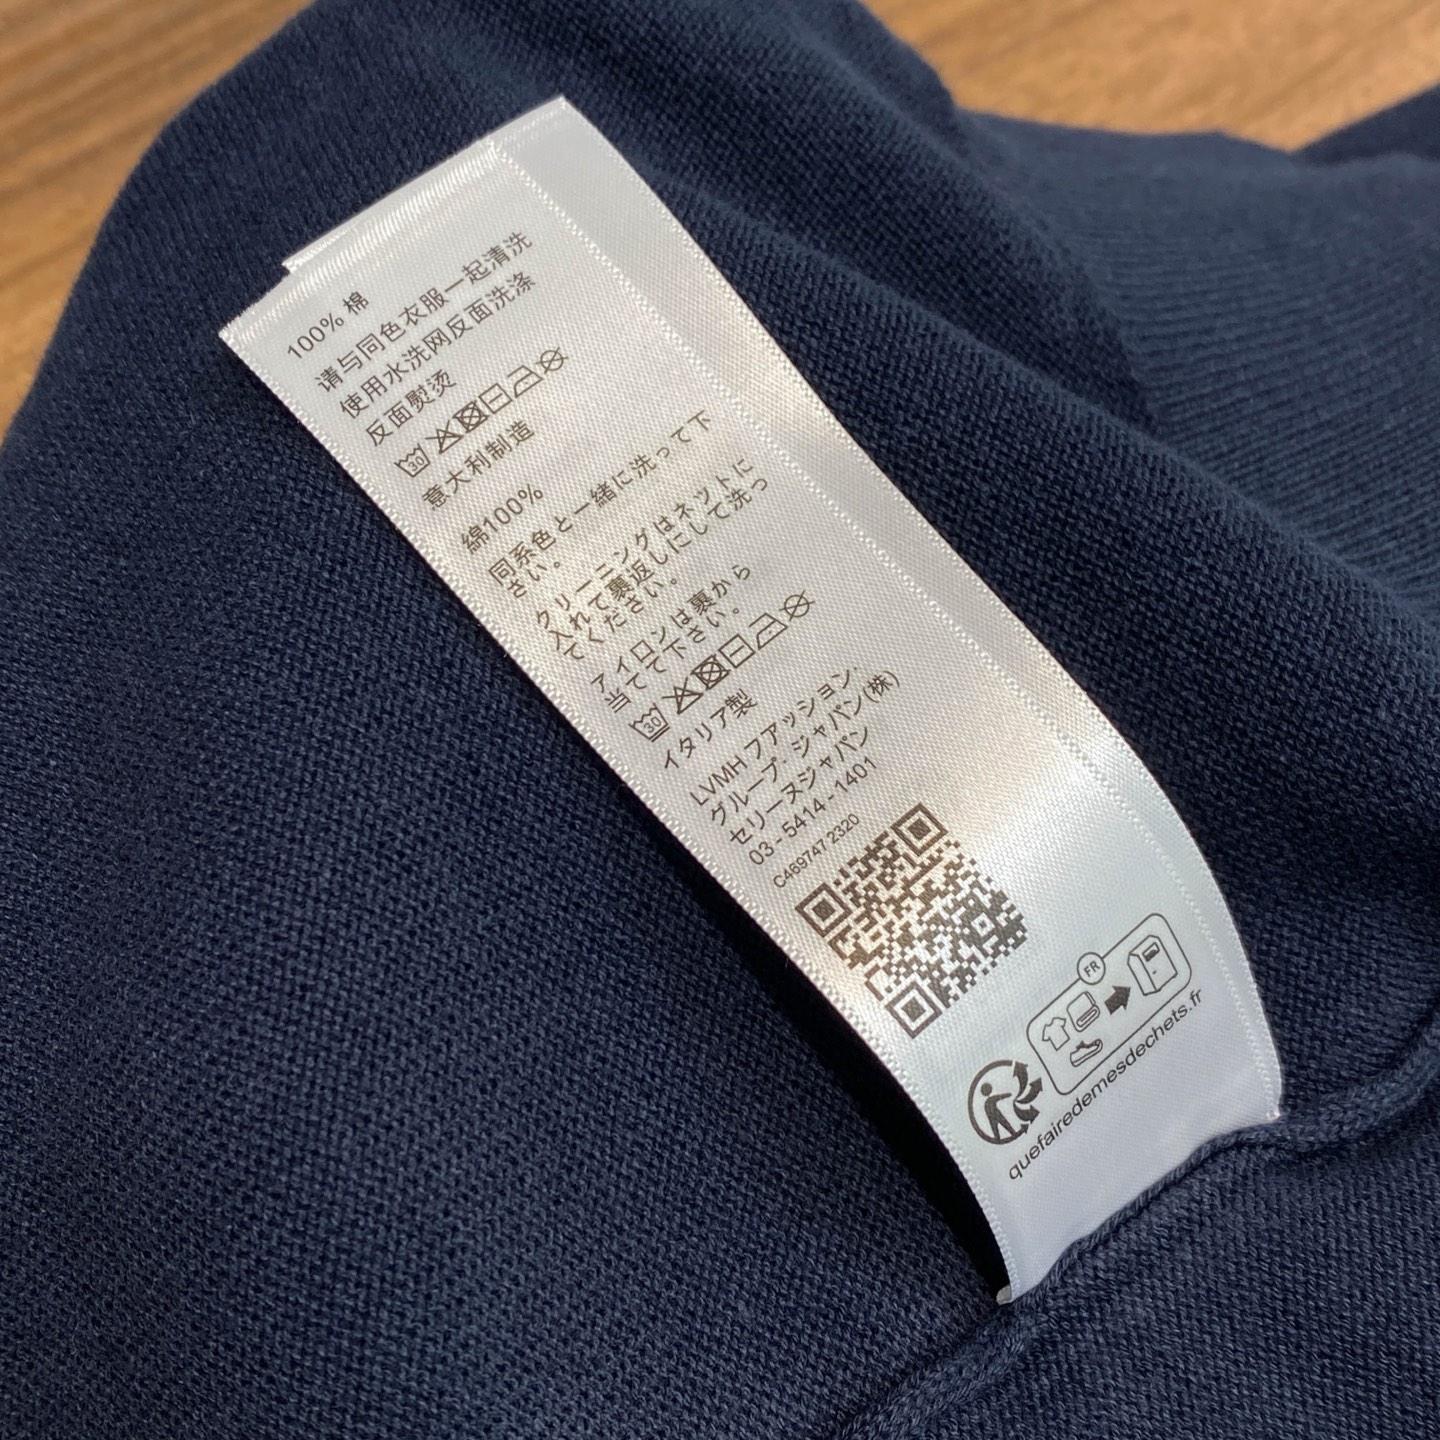 100% 棉
请与同色衣服一起清洗
使用水洗网反面洗涤
反面熨烫
30
意大利制造
綿100%
同系色と一緒に洗って下
さい。
クリーニングはネットに
入れて裏返しにして洗っ
てください。
アイロンは裏から
当てて下さい。
30
イタリア製
LVMH ファッション·
グループ·ジャパン(株)
セリーヌジャパン
03-5414-1401
C469747 2320
FR
quefairedemesdechets.fr